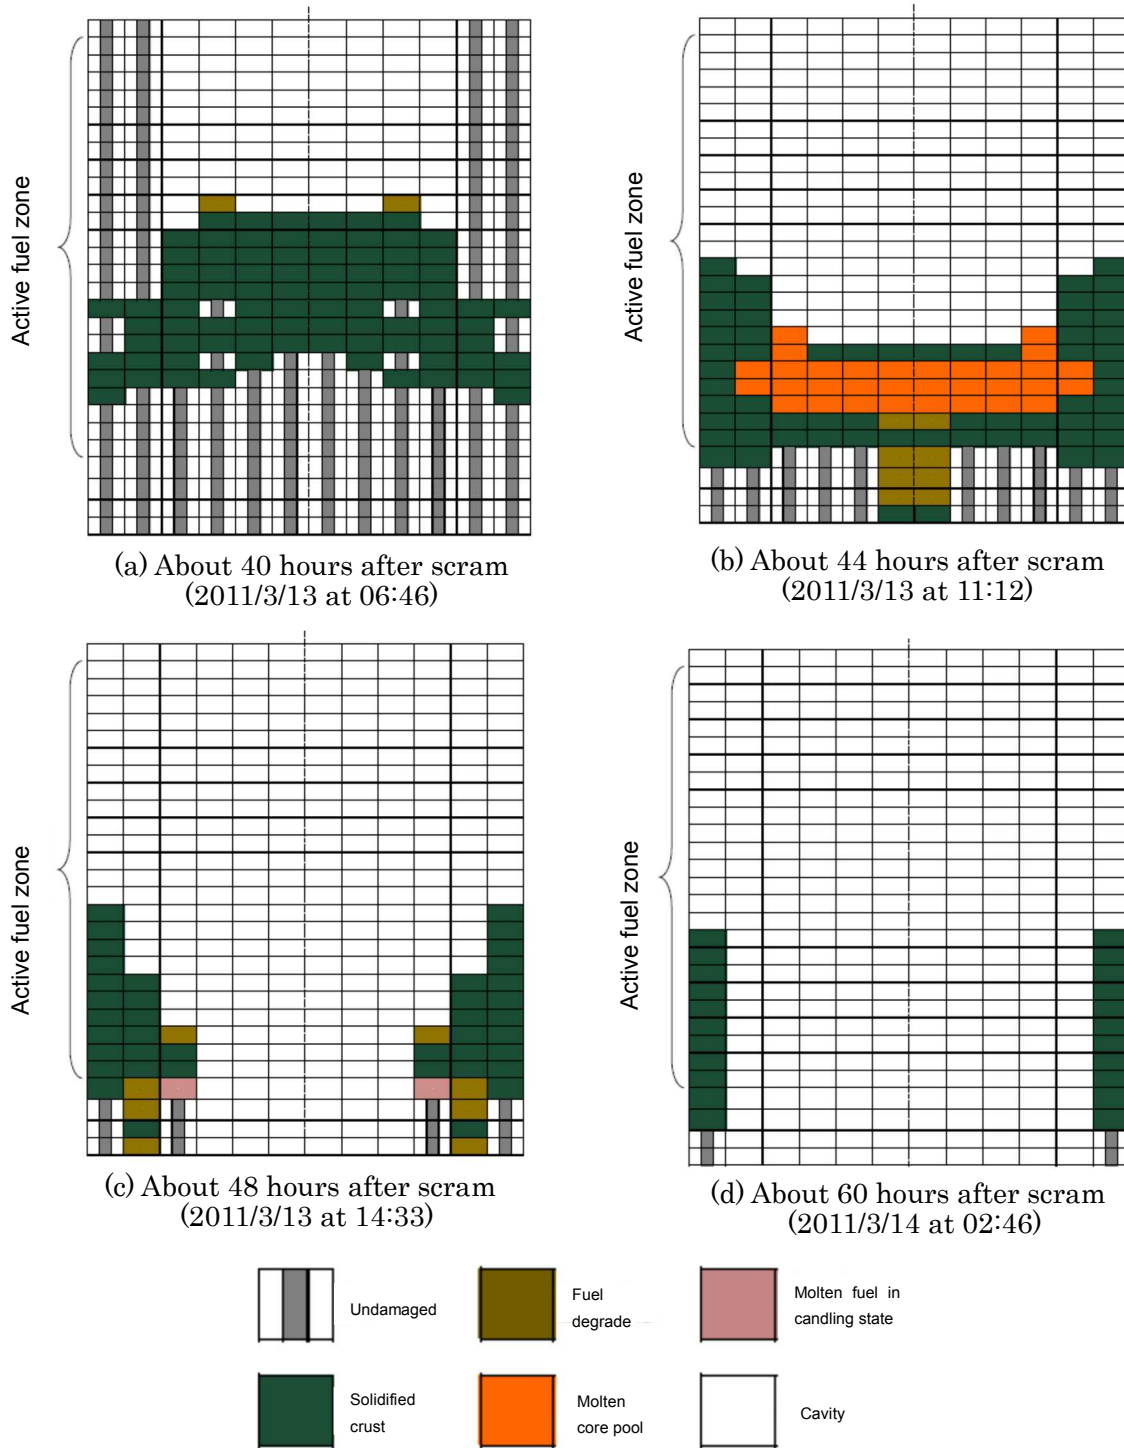 Active fuel zone
Active fuel zone
(a) About 40 hours after scram
(2011/3/13 at 06:46)
(b) About 44 hours after scram
(2011/3/13 at 11:12)
Active fuel zone
Active fuel zone
(c) About 48 hours after scram
(2011/3/13 at 14:33)
(d) About 60 hours after scram
(2011/3/14 at 02:46)
Undamaged
Fuel
degrade
Molten fuel in
candling state
Solidified
crust
Molten
core pool
Cavity